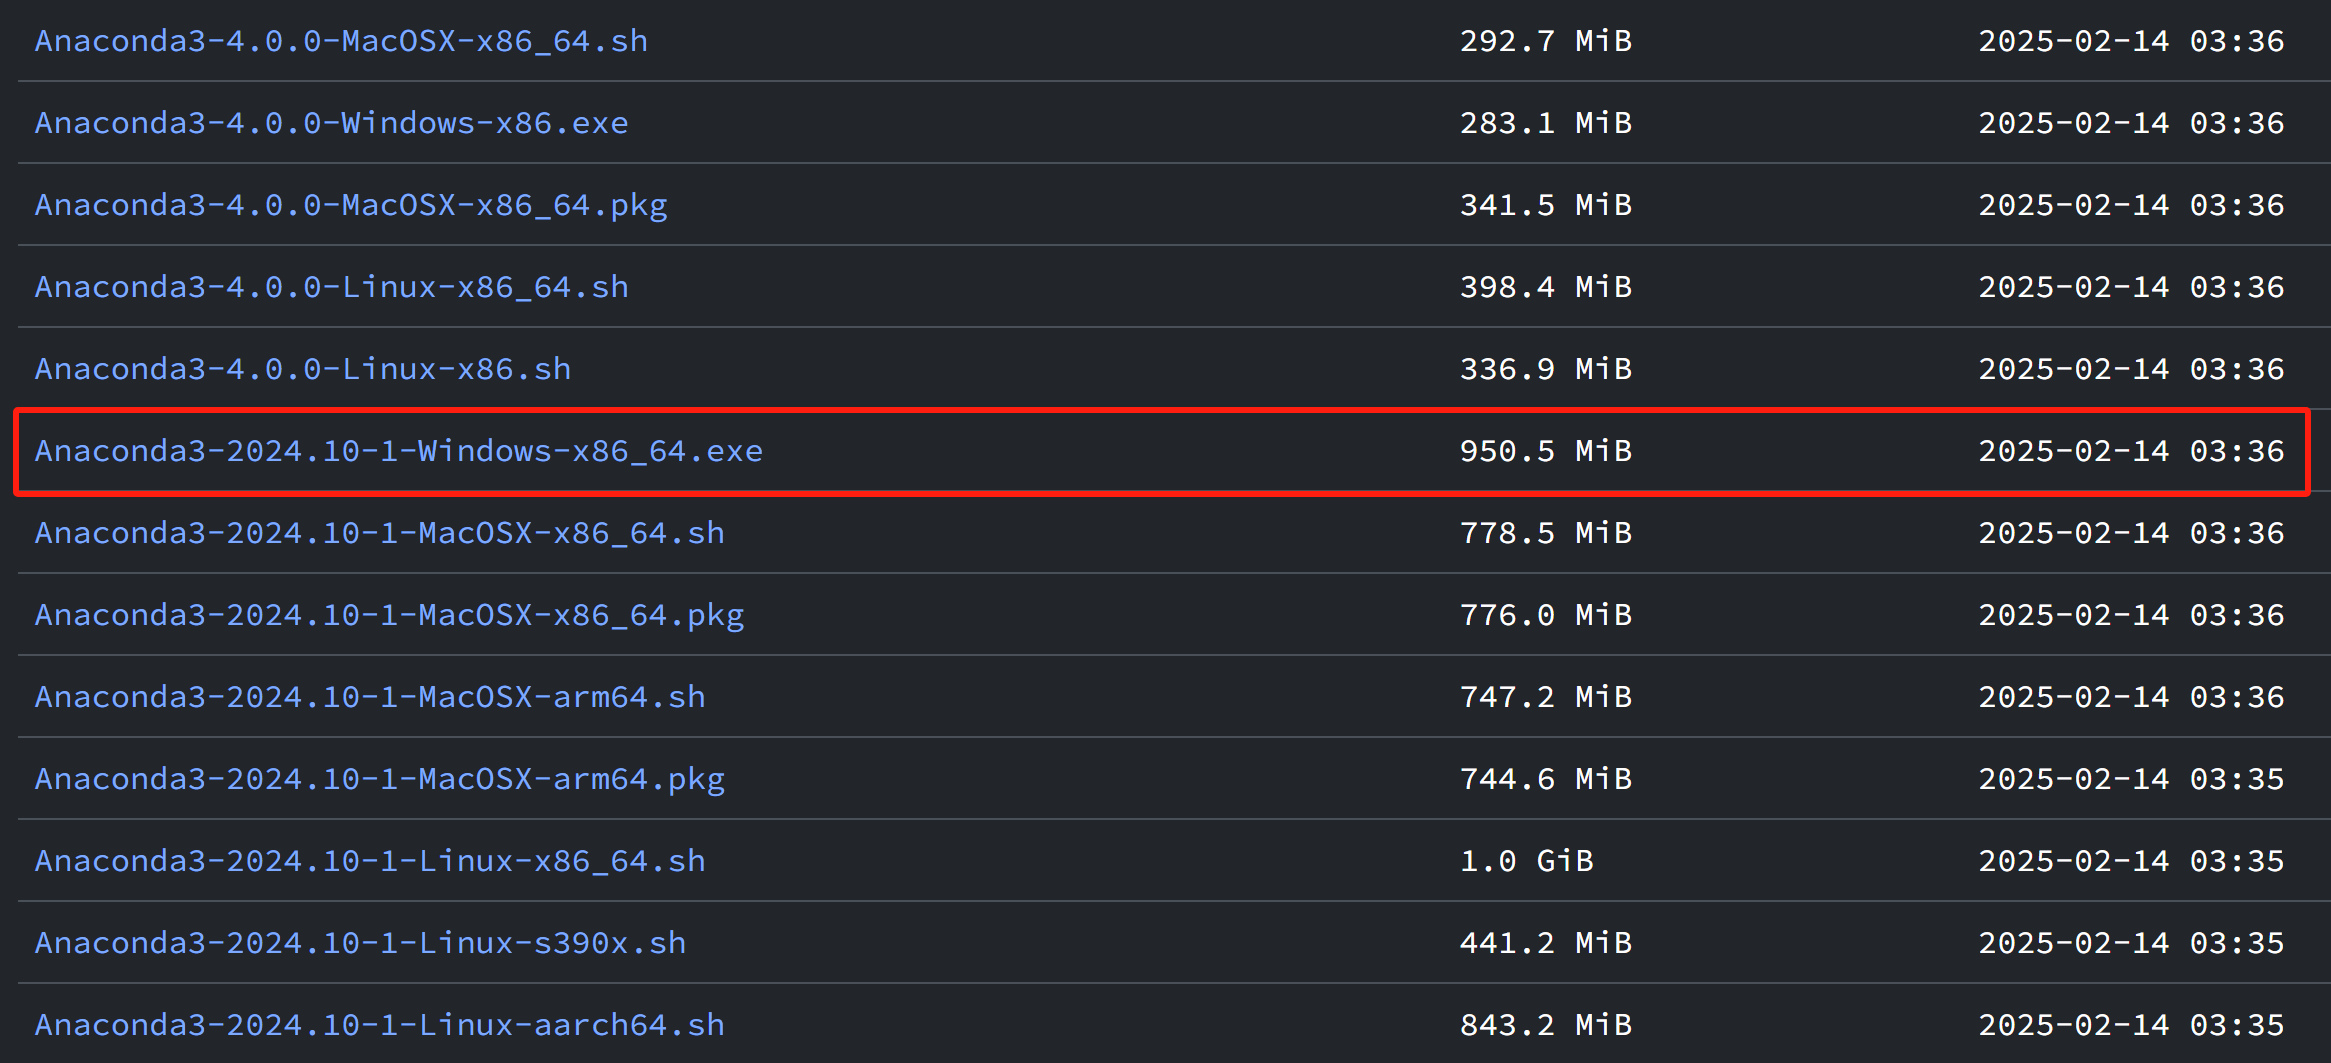 Anaconda3-4.0.0-MacOSX-x86_64.sh 292.7 MiB 2025-02-14 03:36
Anaconda3-4.0.0-Windows-x86.exe 283.1 MiB 2025-02-14 03:36
Anaconda3-4.0.0-MacOSX-x86_64.pkg 341.5 MiB 2025-02-14 03:36
Anaconda3-4.0.0-Linux-x86_64.sh 398.4 MiB 2025-02-14 03:36
Anaconda3-4.0.0-Linux-x86.sh 336.9 MiB 2025-02-14 03:36
Anaconda3-2024.10-1-Windows-x86_64.exe 950.5 MiB 2025-02-14 03:36
Anaconda3-2024.10-1-MacOSX-x86_64.sh 778.5 MiB 2025-02-14 03:36
Anaconda3-2024.10-1-MacOSX-x86_64.pkg 776.0 MiB 2025-02-14 03:36
Anaconda3-2024.10-1-MacOSX-arm64.sh 747.2 MiB 2025-02-14 03:36
Anaconda3-2024.10-1-MacOSX-arm64.pkg 744.6 MiB 2025-02-14 03:35
Anaconda3-2024.10-1-Linux-x86_64.sh 1.0 GiB 2025-02-14 03:35
Anaconda3-2024.10-1-Linux-s390x.sh 441.2 MiB 2025-02-14 03:35
Anaconda3-2024.10-1-Linux-aarch64.sh 843.2 MiB 2025-02-14 03:35